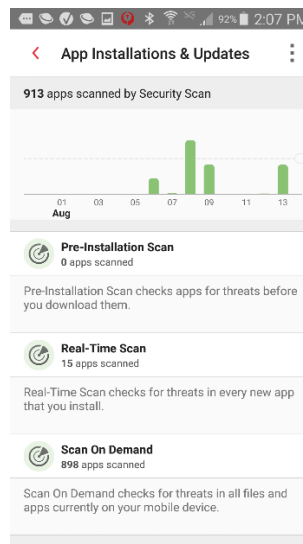 92% 2:07 PM
App Installations & Updates
913 apps scanned by Security Scan
01 03 05 07 09 11 13
Aug
Pre-Installation Scan
0 apps scanned
Pre-Installation Scan checks apps for threats before
you download them.
Real-Time Scan
15 apps scanned
Real-Time Scan checks for threats in every new app
that you install.
Scan On Demand
898 apps scanned
Scan On Demand checks for threats in all files and
apps currently on your mobile device.